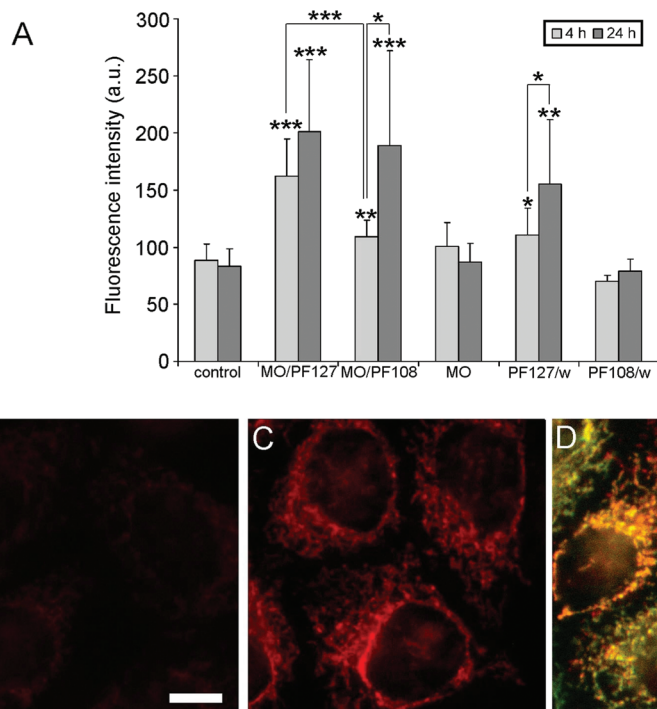 A
Fluorescence intensity (a.u.)
300
250
200
150
100
50
0
4 h 24 h
*** *
*** ***
*** **
* **
*
control MO/PF127 MO/PF108 MO PF127/w PF108/w
C D